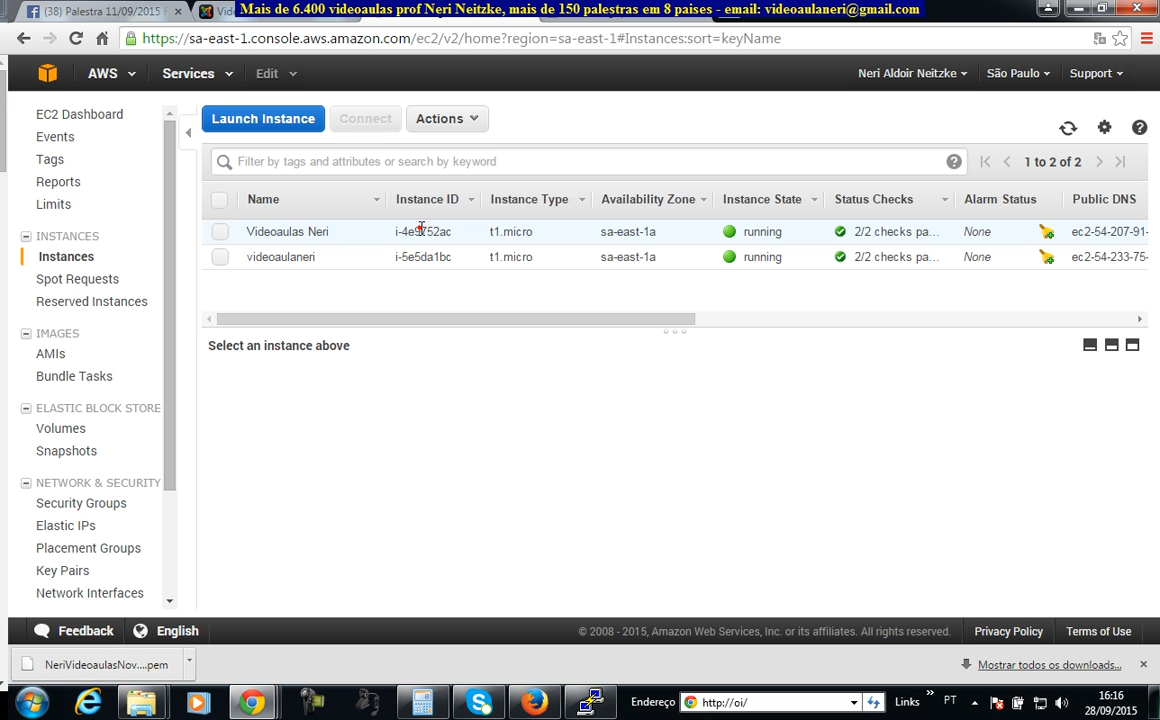 (38) Palestra 11/09/2015
Mais de 6.400 videoaulas prof Neri Neitzke, mais de 150 palestras em 8 paises - email: videoaulaneri@gmail.com
https://sa-east-1.console.aws.amazon.com/ec2/v2/home?region=sa-east-1#Instances:sort=keyName
AWS Services Edit Neri Aldoir Neitzke São Paulo Support
EC2 Dashboard
Events
Tags
Reports
Limits
INSTANCES
Instances
Spot Requests
Reserved Instances
IMAGES
AMIs
Bundle Tasks
ELASTIC BLOCK STORE
Volumes
Snapshots
NETWORK & SECURITY
Security Groups
Elastic IPs
Placement Groups
Key Pairs
Network Interfaces
Launch Instance Connect Actions
Filter by tags and attributes or search by keyword
1 to 2 of 2
Name Instance ID Instance Type Availability Zone Instance State Status Checks Alarm Status Public DNS
Videoaulas Neri t1.micro sa-east-1a running 2/2 checks pa... None ec2-54-207-91-
videoaulaneri i-5e5da1bc t1.micro sa-east-1a running 2/2 checks pa... None ec2-54-233-75-
Select an instance above
Feedback English © 2008 - 2015, Amazon Web Services, Inc. or its affiliates. All rights reserved. Privacy Policy Terms of Use
NeriVideoaulasNov....pem Mostrar todos os downloads...
Endereço http://oi/ Links » PT 16:16
28/09/2015